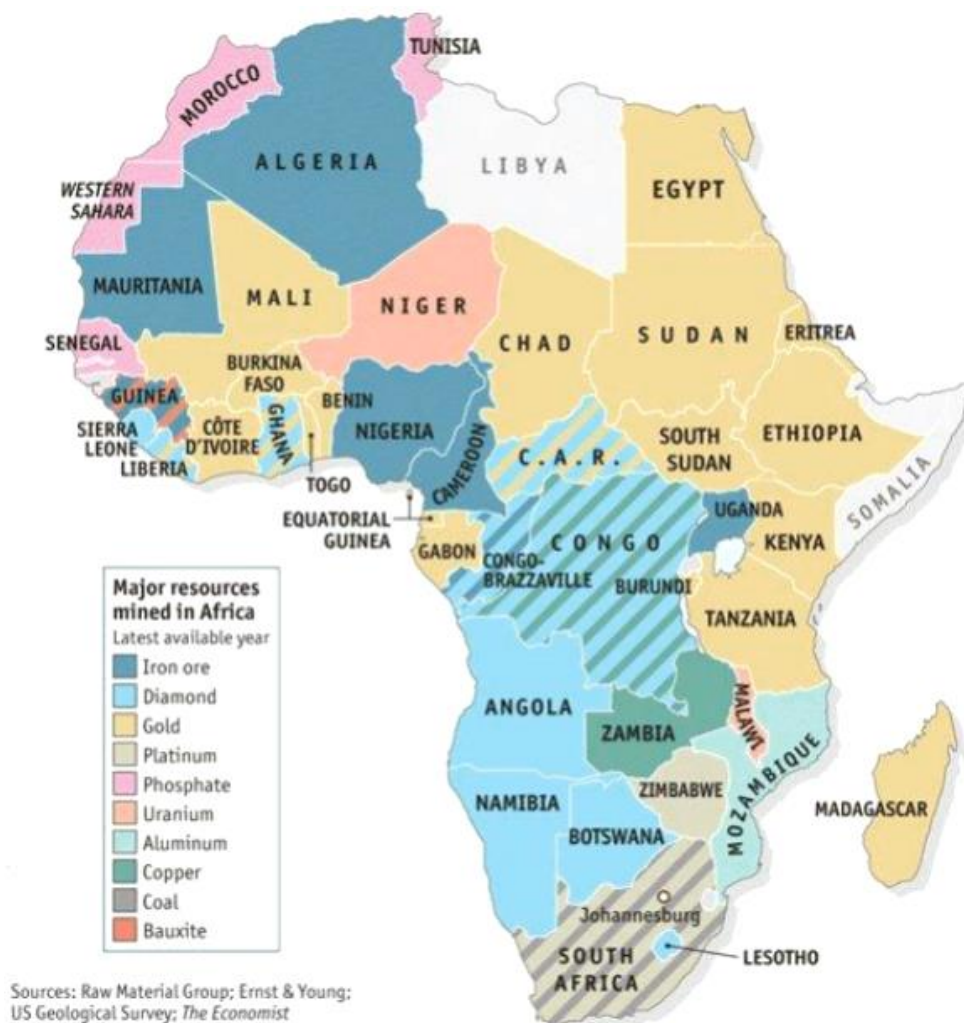 TUNISIA
MOROCCO
ALGERIA
LIBYA
EGYPT
WESTERN
SAHARA
MAURITANIA
MALI
NIGER
CHAD
SUDAN
ERITREA
SENEGAL
BURKINA
FASO
GUINEA
BENIN
NIGERIA
CÔTE
D'IVOIRE
GHANA
SIERRA
LEONE
LIBERIA
TOGO
CAMEROON
C.A.R.
SOUTH
SUDAN
ETHIOPIA
SOMALIA
EQUATORIAL
GUINEA
GABON
CONGO-
BRAZZAVILLE
CONGO
UGANDA
KENYA
BURUNDI
TANZANIA
ANGOLA
ZAMBIA
MALAWI
MOZAMBIQUE
ZIMBABWE
NAMIBIA
BOTSWANA
MADAGASCAR
Johannesburg
SOUTH
AFRICA
LESOTHO
Major resources
mined in Africa
Latest available year
Iron ore
Diamond
Gold
Platinum
Phosphate
Uranium
Aluminum
Copper
Coal
Bauxite
Sources: Raw Material Group; Ernst & Young;
US Geological Survey; The Economist